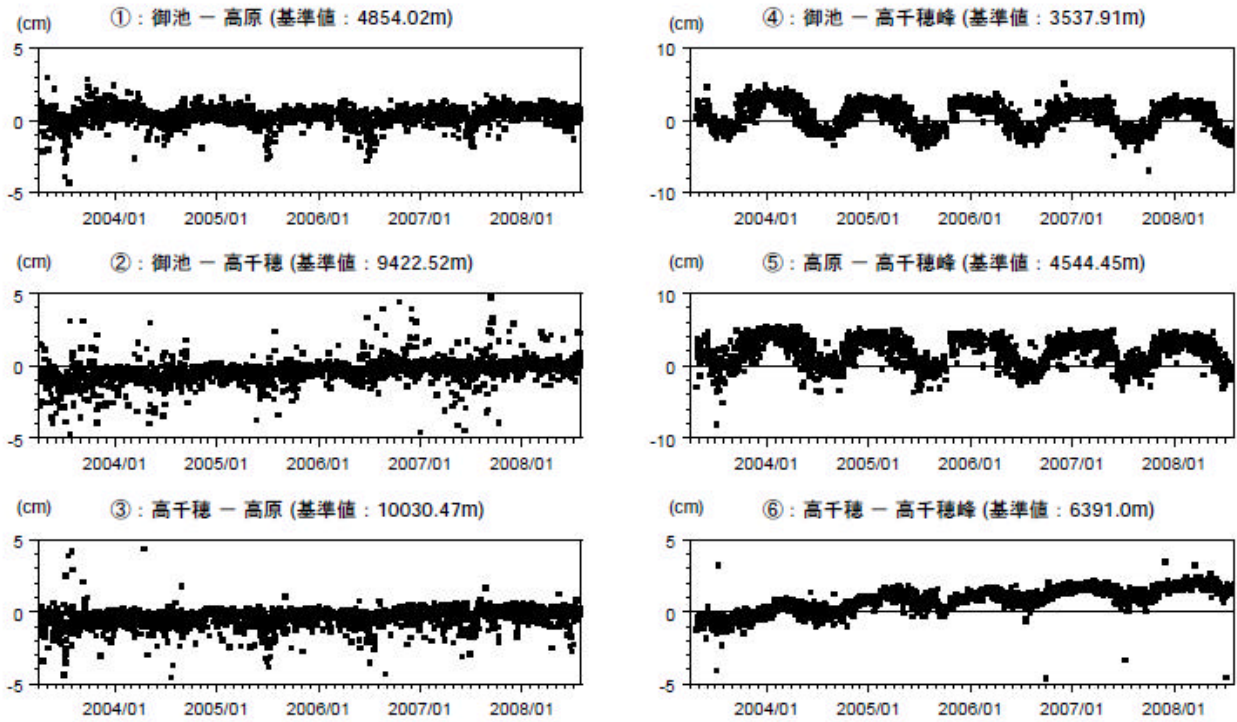 (cm) ①：御池 － 高原 (基準値：4854.02m)
5
0
-5
2004/01 2005/01 2006/01 2007/01 2008/01
(cm) ②：御池 － 高千穂 (基準値：9422.52m)
5
0
-5
2004/01 2005/01 2006/01 2007/01 2008/01
(cm) ③：高千穂 － 高原 (基準値：10030.47m)
5
0
-5
2004/01 2005/01 2006/01 2007/01 2008/01
(cm) ④：御池 － 高千穂峰 (基準値：3537.91m)
10
0
-10
2004/01 2005/01 2006/01 2007/01 2008/01
(cm) ⑤：高原 － 高千穂峰 (基準値：4544.45m)
10
0
-10
2004/01 2005/01 2006/01 2007/01 2008/01
(cm) ⑥：高千穂 － 高千穂峰 (基準値：6391.0m)
5
0
-5
2004/01 2005/01 2006/01 2007/01 2008/01